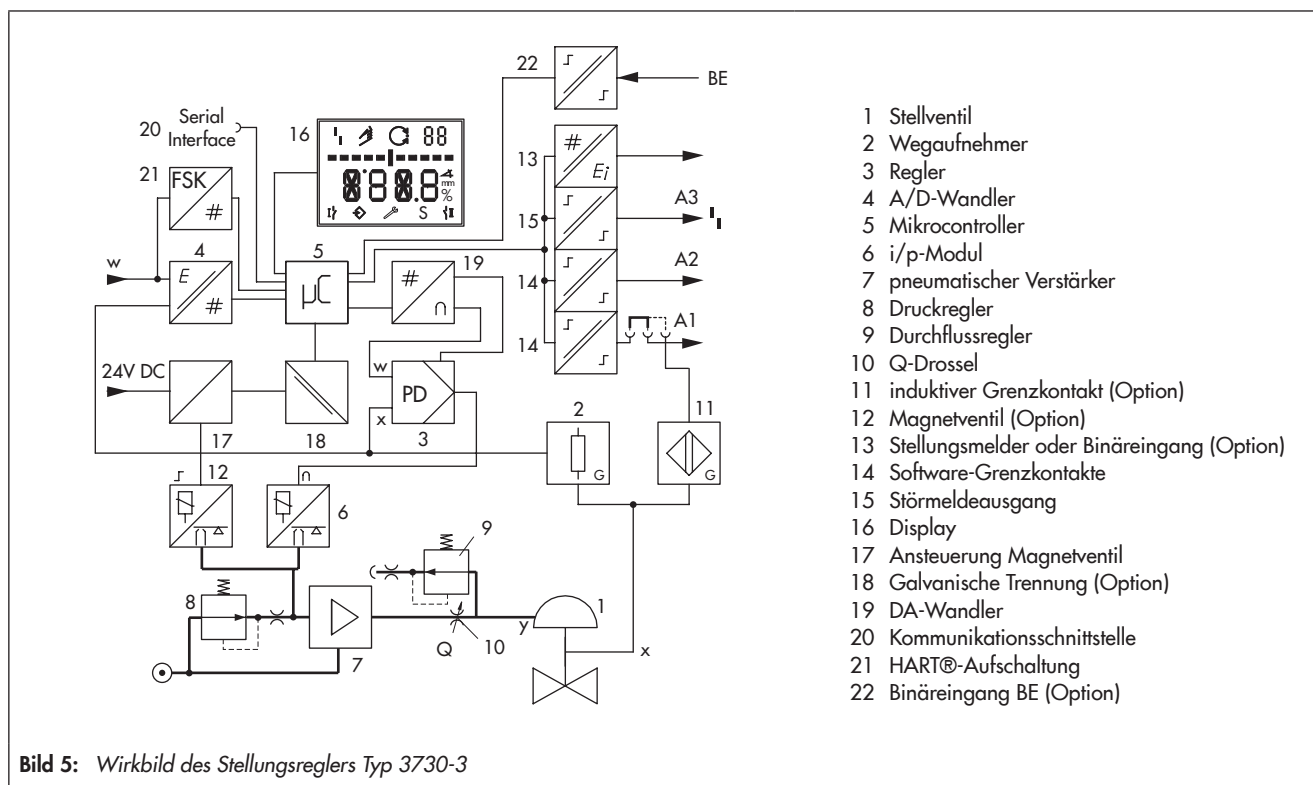 22
BE
Serial
20 Interface
16
88
mm
%
S
13
#
Ei
A3
15
21
FSK
#
w
4
E
#
5
µC
#
∩
19
14
A2
14
A1
24V DC
w
PD
x
3
2
G
11
G
17
18
12
∩
6
9
8
7
Q
10
y
1
x
1 Stellventil
2 Wegaufnehmer
3 Regler
4 A/D-Wandler
5 Mikrocontroller
6 i/p-Modul
7 pneumatischer Verstärker
8 Druckregler
9 Durchflussregler
10 Q-Drossel
11 induktiver Grenzkontakt (Option)
12 Magnetventil (Option)
13 Stellungsmelder oder Binäreingang (Option)
14 Software-Grenzkontakte
15 Störmeldeausgang
16 Display
17 Ansteuerung Magnetventil
18 Galvanische Trennung (Option)
19 DA-Wandler
20 Kommunikationsschnittstelle
21 HART®-Aufschaltung
22 Binäreingang BE (Option)
Bild 5: Wirkbild des Stellungsreglers Typ 3730-3